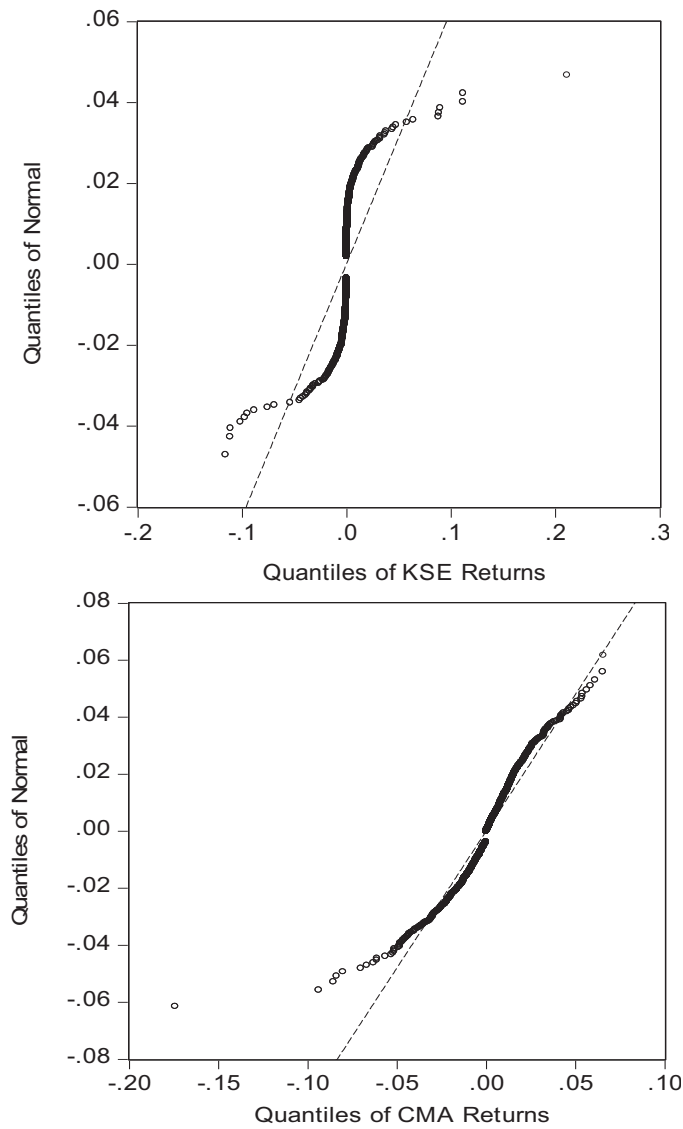 .06
.04
.02
.00
-.02
-.04
-.06
Quantiles of Normal
-.2 -.1 .0 .1 .2 .3
Quantiles of KSE Returns
.08
.06
.04
.02
.00
-.02
-.04
-.06
-.08
Quantiles of Normal
-.20 -.15 -.10 -.05 .00 .05 .10
Quantiles of CMA Returns